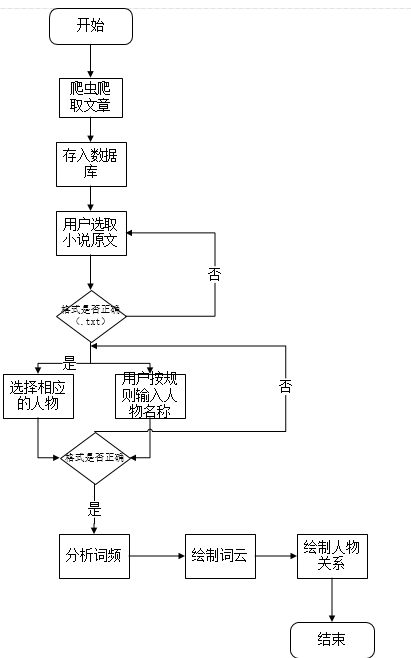 开始
爬虫爬
取文章
存入数据
库
用户选取
小说原文
否
格式是否正确
（.txt）
是
选择相应
的人物
用户按规
则输入人
物名称
否
格式是否正确
是
分析词频
绘制词云
绘制人物
关系
结束